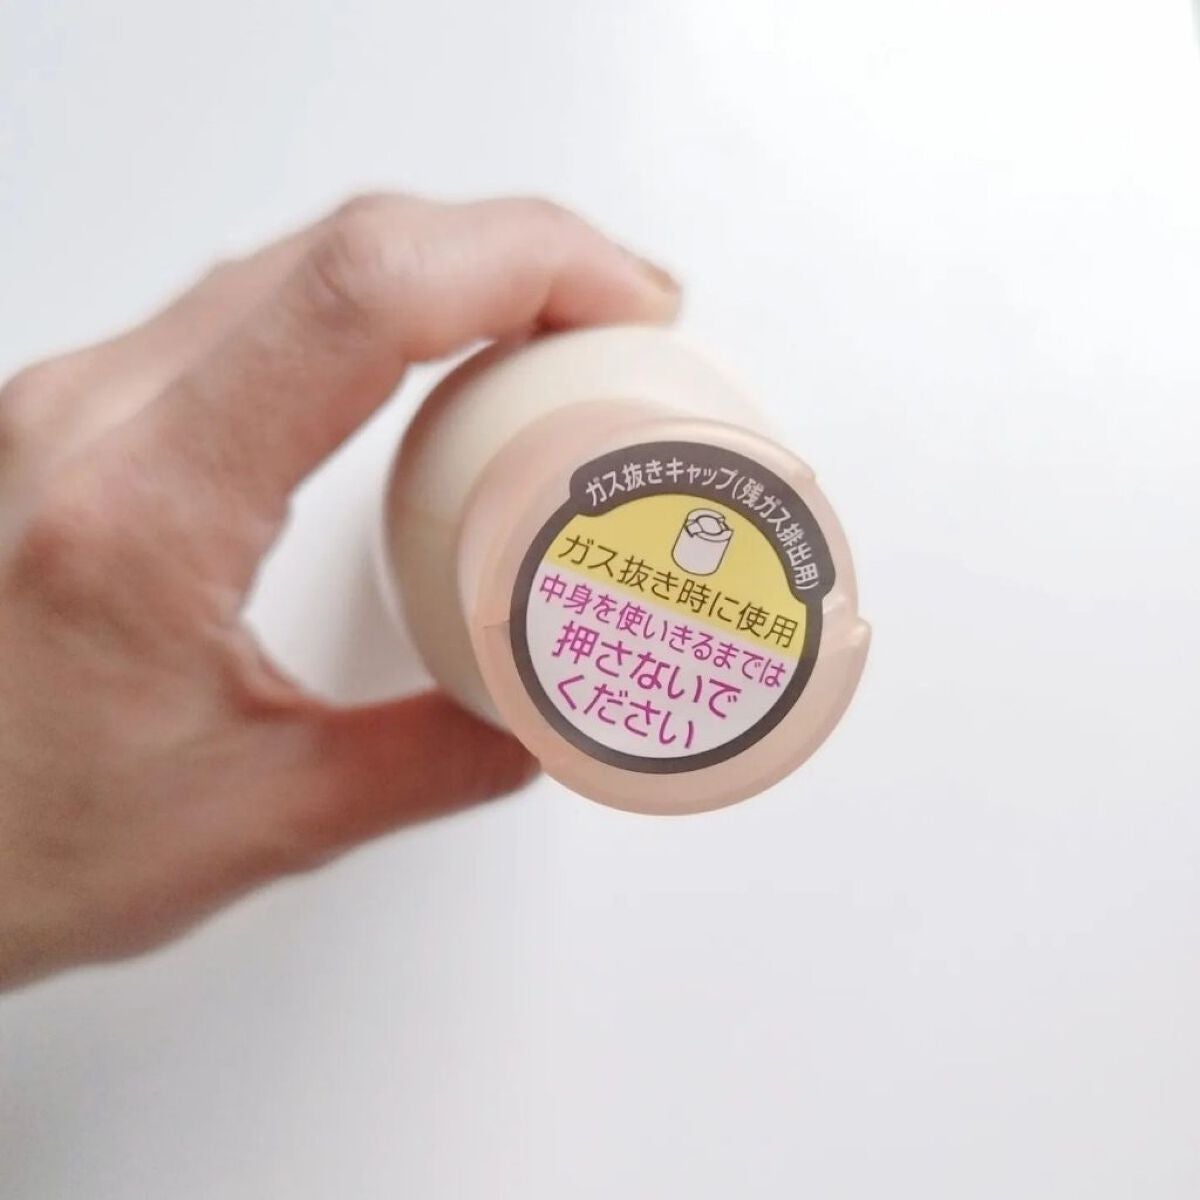 ガス抜きキャップ(残ガス排出用)
ガス抜き時に使用
中身を使いきるまでは
押さないで
ください